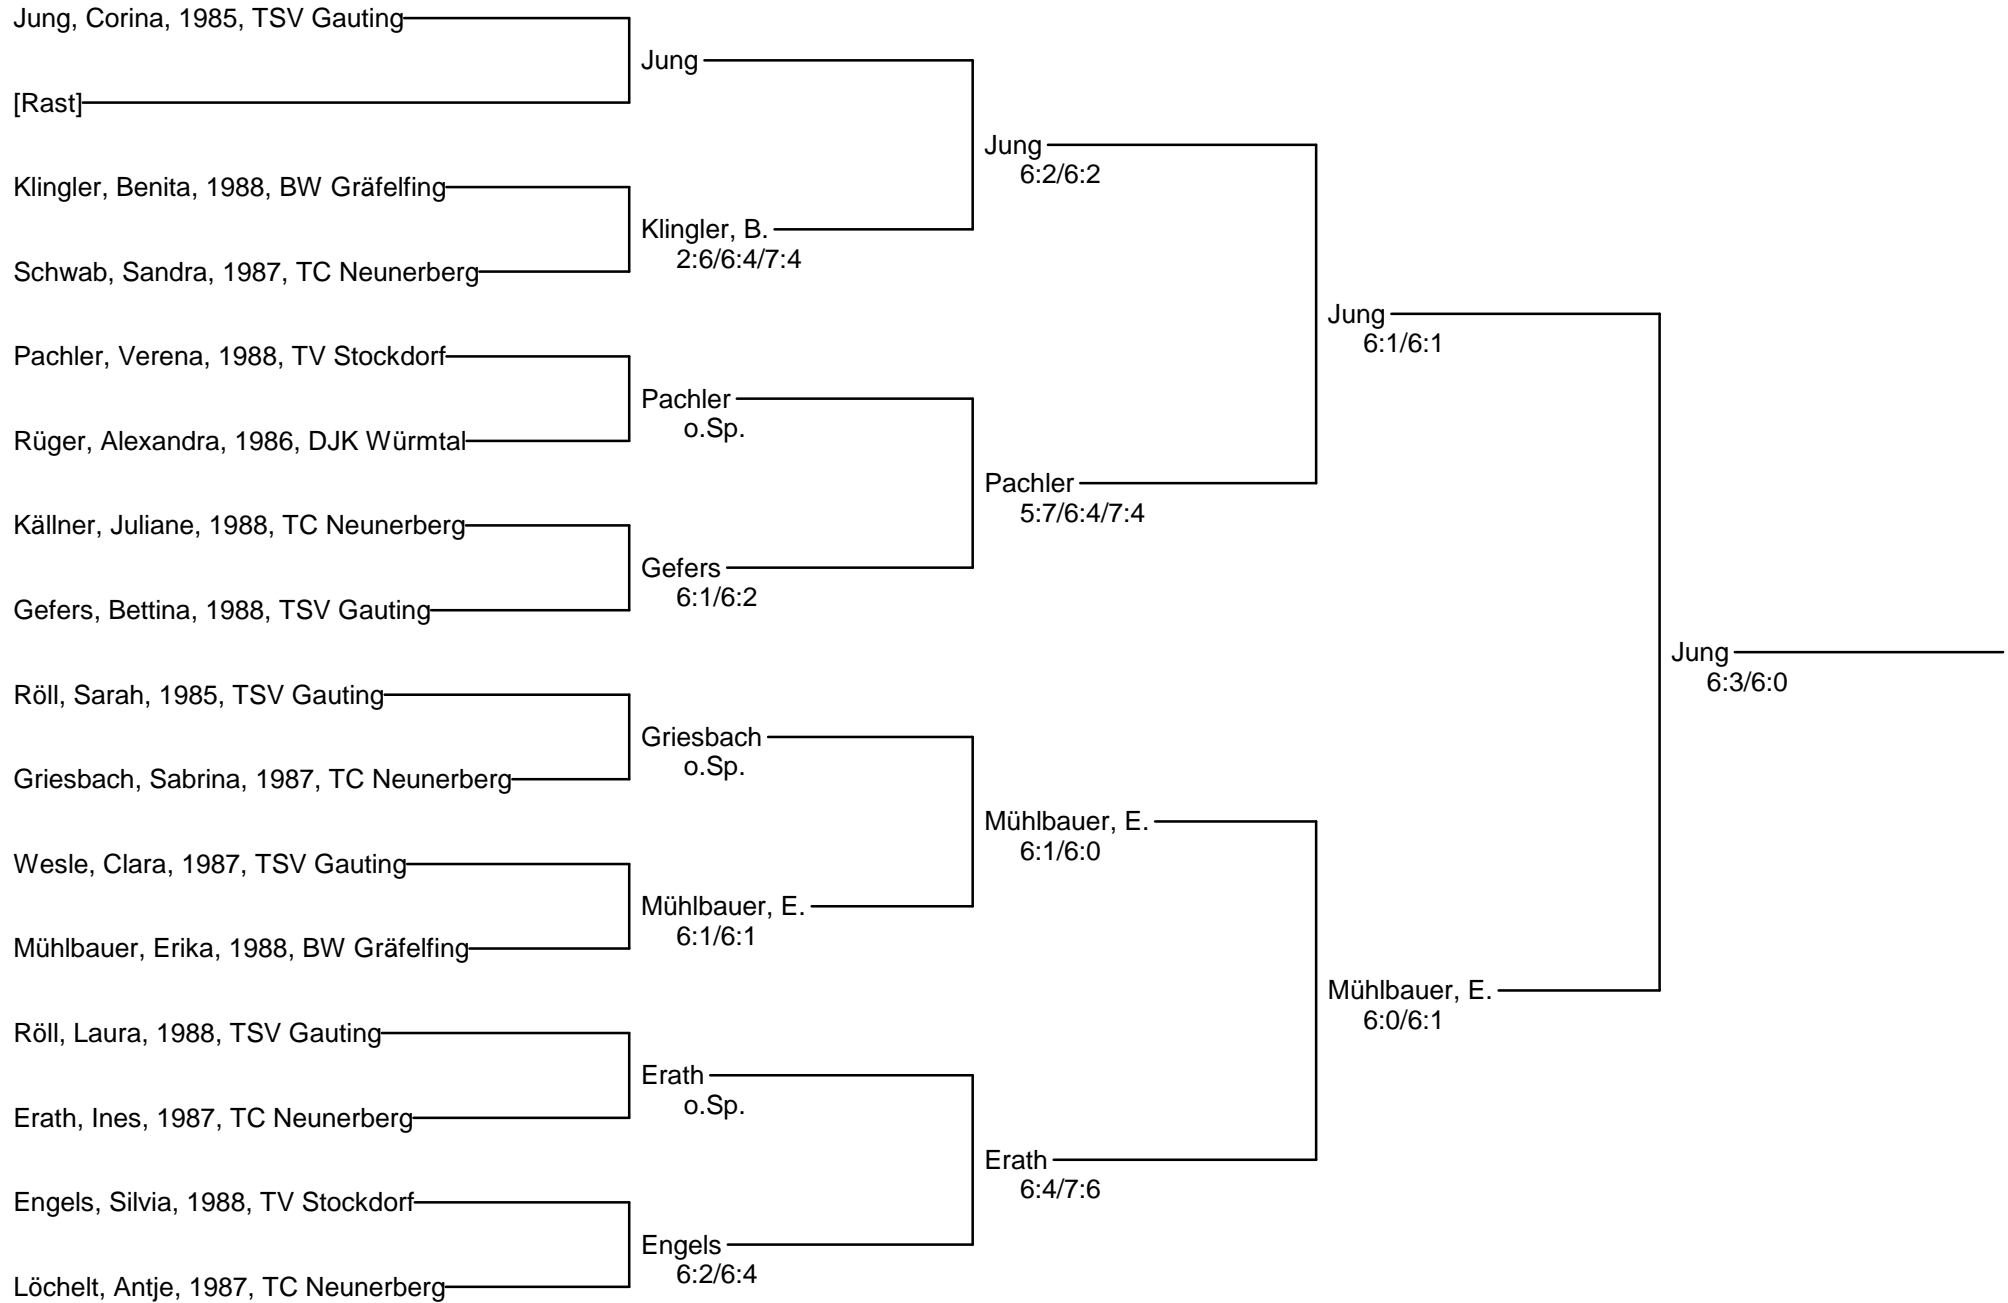 Jung, Corina, 1985, TSV Gauting
[Rast]
Klingler, Benita, 1988, BW Gräfelfing
Schwab, Sandra, 1987, TC Neunerberg
Pachler, Verena, 1988, TV Stockdorf
Rüger, Alexandra, 1986, DJK Würmtal
Källner, Juliane, 1988, TC Neunerberg
Gefers, Bettina, 1988, TSV Gauting
Röll, Sarah, 1985, TSV Gauting
Griesbach, Sabrina, 1987, TC Neunerberg
Wesle, Clara, 1987, TSV Gauting
Mühlbauer, Erika, 1988, BW Gräfelfing
Röll, Laura, 1988, TSV Gauting
Erath, Ines, 1987, TC Neunerberg
Engels, Silvia, 1988, TV Stockdorf
Löchelt, Antje, 1987, TC Neunerberg
Jung
Klingler, B.
2:6/6:4/7:4
Pachler
o.Sp.
Gefers
6:1/6:2
Griesbach
o.Sp.
Mühlbauer, E.
6:1/6:1
Erath
o.Sp.
Engels
6:2/6:4
Jung
6:2/6:2
Pachler
5:7/6:4/7:4
Mühlbauer, E.
6:1/6:0
Erath
6:4/7:6
Jung
6:1/6:1
Mühlbauer, E.
6:0/6:1
Jung
6:3/6:0